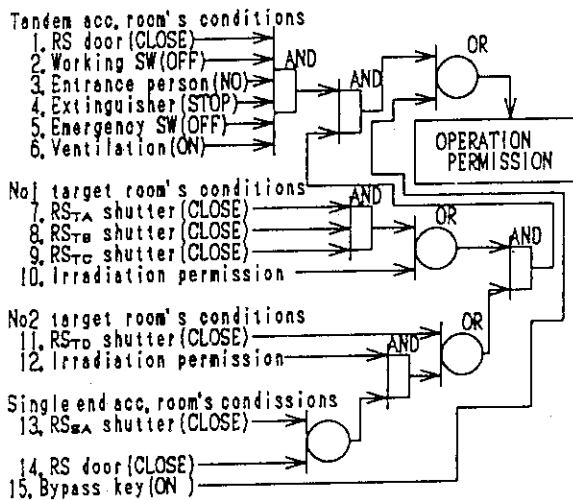 Tandem acc. room's conditions
1. RS door(CLOSE)
2. Working SW(OFF)
3. Entrance person(NO)
4. Extinguisher(STOP)
5. Emergency SW(OFF)
6. Ventilation(ON)
AND
AND
OR
OPERATION
PERMISSION
No1 target room's conditions
7. RSTA shutter(CLOSE)
8. RSTB shutter(CLOSE)
9. RSTC shutter(CLOSE)
10. Irradiation permission
AND
OR
AND
No2 target room's conditions
11. RSTD shutter(CLOSE)
12. Irradiation permission
AND
OR
Single end acc. room's condissions
13. RSSA shutter(CLOSE)
14. RS door(CLOSE)
15. Bypass key(ON )